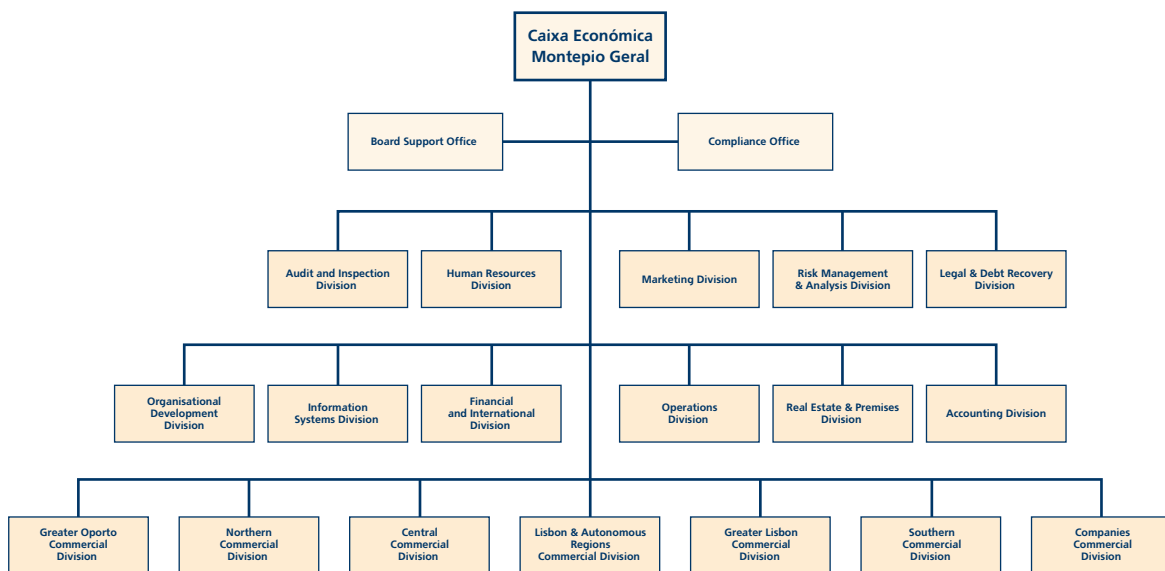 Caixa Económica
Montepio Geral
Board Support Office
Compliance Office
Audit and Inspection
Division
Human Resources
Division
Marketing Division
Risk Management
& Analysis Division
Legal & Debt Recovery
Division
Organisational
Development
Division
Information
Systems Division
Financial
and International
Division
Operations
Division
Real Estate & Premises
Division
Accounting Division
Greater Oporto
Commercial
Division
Northern
Commercial
Division
Central
Commercial
Division
Lisbon & Autonomous
Regions
Commercial Division
Greater Lisbon
Commercial
Division
Southern
Commercial
Division
Companies
Commercial
Division